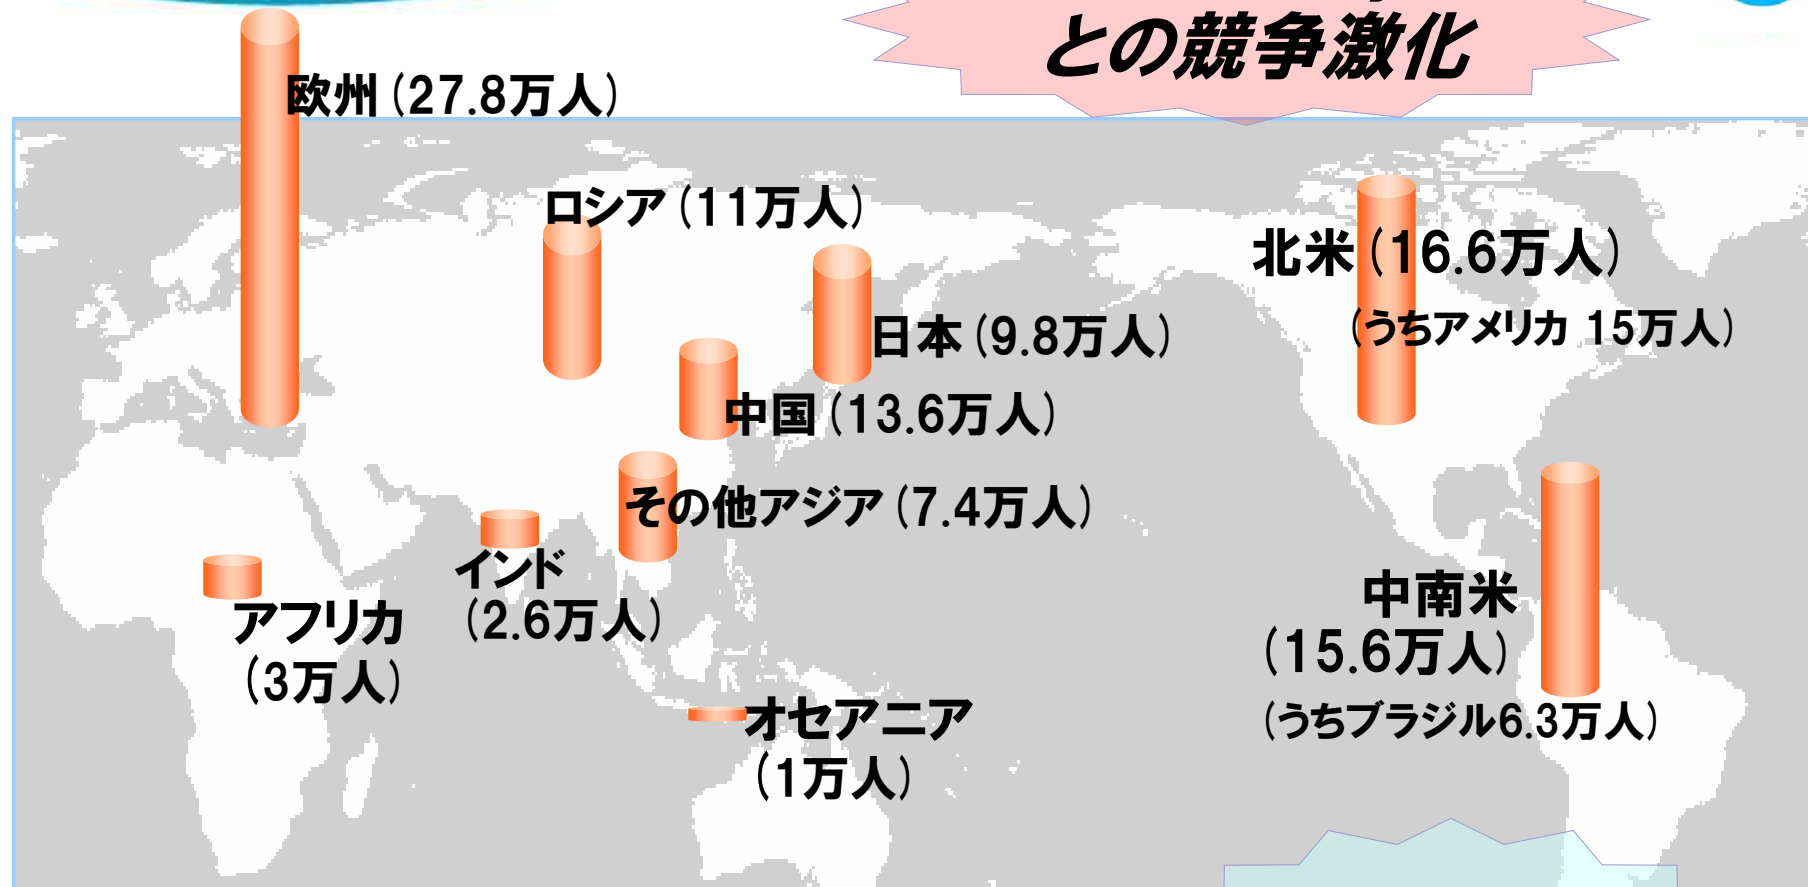 との競争激化
欧州(27.8万人)
ロシア(11万人)
北米(16.6万人)
(うちアメリカ 15万人)
日本(9.8万人)
中国(13.6万人)
その他アジア(7.4万人)
インド
(2.6万人)
アフリカ
(3万人)
中南米
(15.6万人)
(うちブラジル6.3万人)
オセアニア
(1万人)